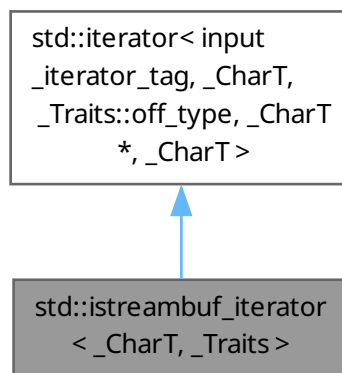 std::iterator< input
_iterator_tag, _CharT,
_Traits::off_type, _CharT
*, _CharT >
std::istreambuf_iterator
< _CharT, _Traits >